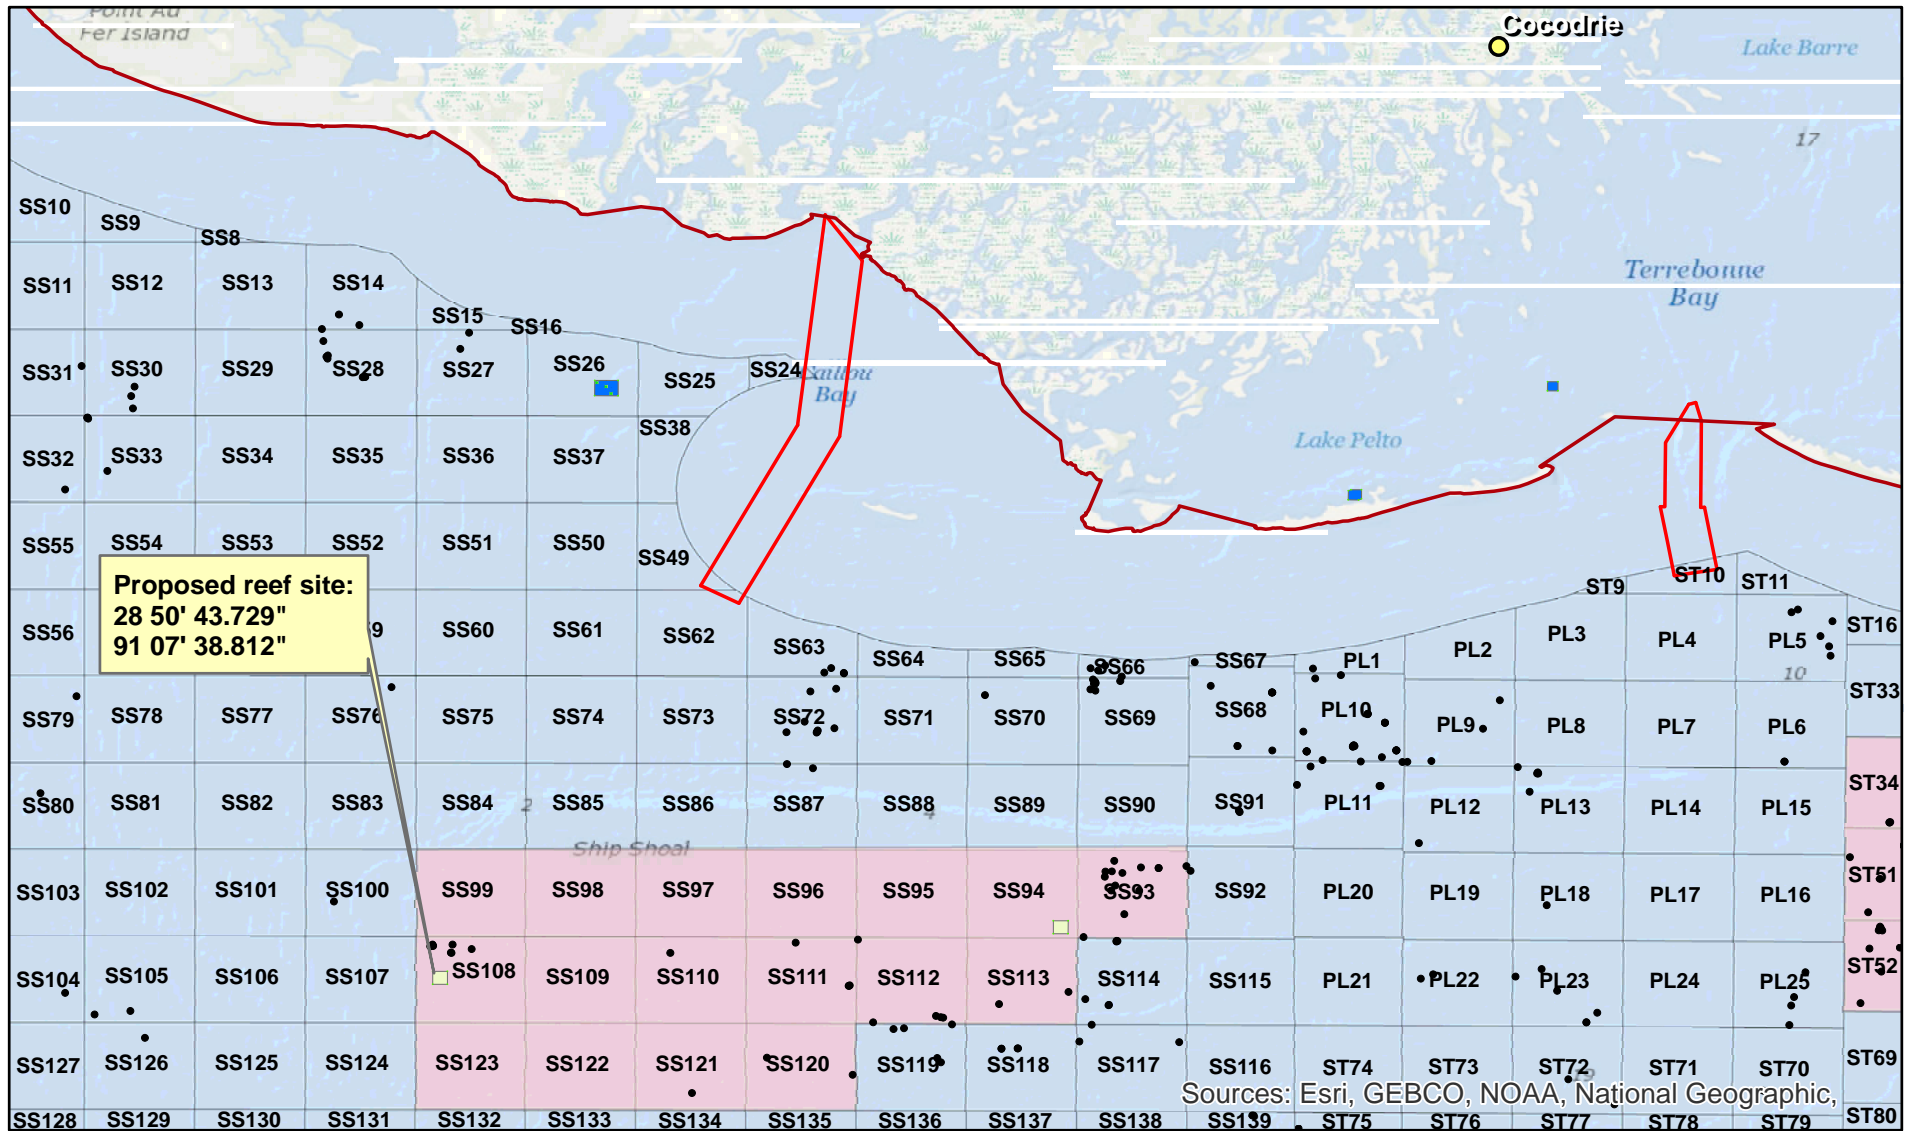 Point Au
Fer Island
Cocodrie
Lake Barre
17
SS10
SS9
SS8
Terrebonne
Bay
SS11
SS12
SS13
SS14
SS15
SS16
SS31
SS30
SS29
SS28
SS27
SS26
SS25
SS24
Caillou
Bay
SS38
Lake Pelto
SS32
SS33
SS34
SS35
SS36
SS37
SS55
SS54
SS53
SS52
SS51
SS50
SS49
ST9
ST10
ST11
Proposed reef site:
28 50' 43.729"
91 07' 38.812"
SS56
9
SS60
SS61
SS62
SS63
SS64
SS65
SS66
SS67
PL1
PL2
PL3
PL4
PL5
ST16
10
SS79
SS78
SS77
SS76
SS75
SS74
SS73
SS72
SS71
SS70
SS69
SS68
PL10
PL9
PL8
PL7
PL6
ST33
SS80
SS81
SS82
SS83
SS84
2
SS85
SS86
SS87
SS88
4
SS89
SS90
SS91
PL11
PL12
PL13
PL14
PL15
ST34
Ship Shoal
SS103
SS102
SS101
SS100
SS99
SS98
SS97
SS96
SS95
SS94
SS93
SS92
PL20
PL19
PL18
PL17
PL16
ST51
SS104
SS105
SS106
SS107
SS108
SS109
SS110
SS111
SS112
SS113
SS114
SS115
PL21
PL22
PL23
PL24
PL25
ST52
SS127
SS126
SS125
SS124
SS123
SS122
SS121
SS120
SS119
SS118
SS117
SS116
ST74
ST73
ST72
19
ST71
ST70
ST69
Sources: Esri, GEBCO, NOAA, National Geographic,
SS128
SS129
SS130
SS131
SS132
SS133
SS134
SS135
SS136
SS137
SS138
SS139
ST75
ST76
ST77
ST78
ST79
ST80